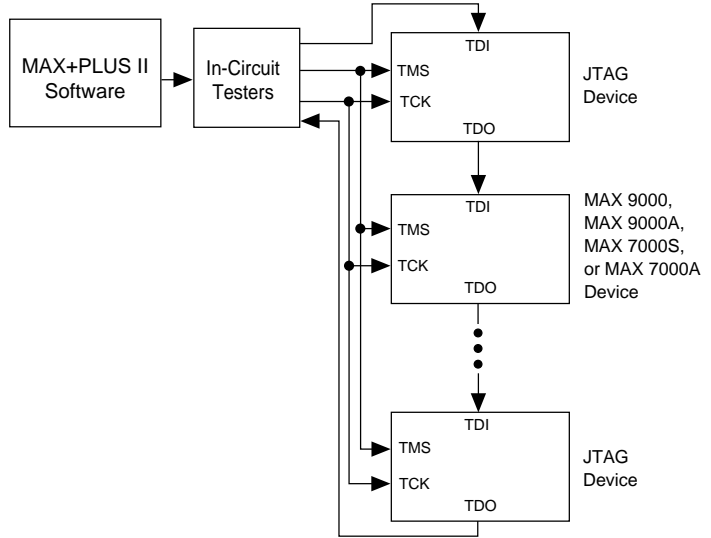 MAX+PLUS II
Software
In-Circuit
Testers
TDI
TMS
TCK
TDO
JTAG
Device
TDI
TMS
TCK
TDO
MAX 9000,
MAX 9000A,
MAX 7000S,
or MAX 7000A
Device
TDI
TMS
TCK
TDO
JTAG
Device